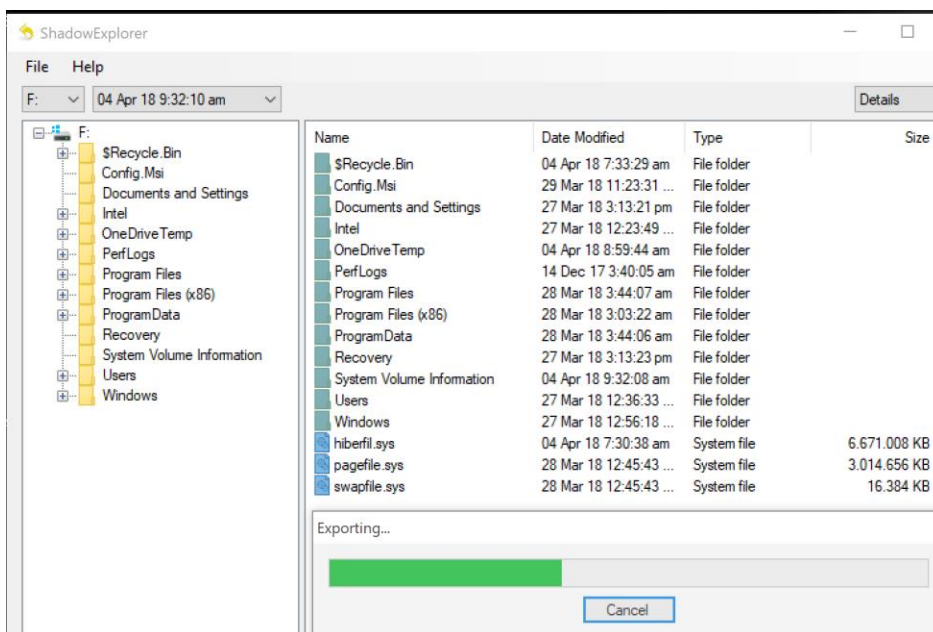 ShadowExplorer
File Help
F: 04 Apr 18 9:32:10 am Details
F:
$Recycle.Bin
Config.Msi
Documents and Settings
Intel
OneDriveTemp
PerfLogs
Program Files
Program Files (x86)
ProgramData
Recovery
System Volume Information
Users
Windows
Name Date Modified Type Size
$Recycle.Bin 04 Apr 18 7:33:29 am File folder
Config.Msi 29 Mar 18 11:23:31 ... File folder
Documents and Settings 27 Mar 18 3:13:21 pm File folder
Intel 27 Mar 18 12:23:49 ... File folder
OneDriveTemp 04 Apr 18 8:59:44 am File folder
PerfLogs 14 Dec 17 3:40:05 am File folder
Program Files 28 Mar 18 3:44:07 am File folder
Program Files (x86) 28 Mar 18 3:03:22 am File folder
ProgramData 28 Mar 18 3:44:06 am File folder
Recovery 27 Mar 18 3:13:23 pm File folder
System Volume Information 04 Apr 18 9:32:08 am File folder
Users 27 Mar 18 12:36:33 ... File folder
Windows 27 Mar 18 12:56:18 ... File folder
hiberfil.sys 04 Apr 18 7:30:38 am System file 6.671.008 KB
pagefile.sys 28 Mar 18 12:45:43 ... System file 3.014.656 KB
swapfile.sys 28 Mar 18 12:45:43 ... System file 16.384 KB
Exporting...
Cancel